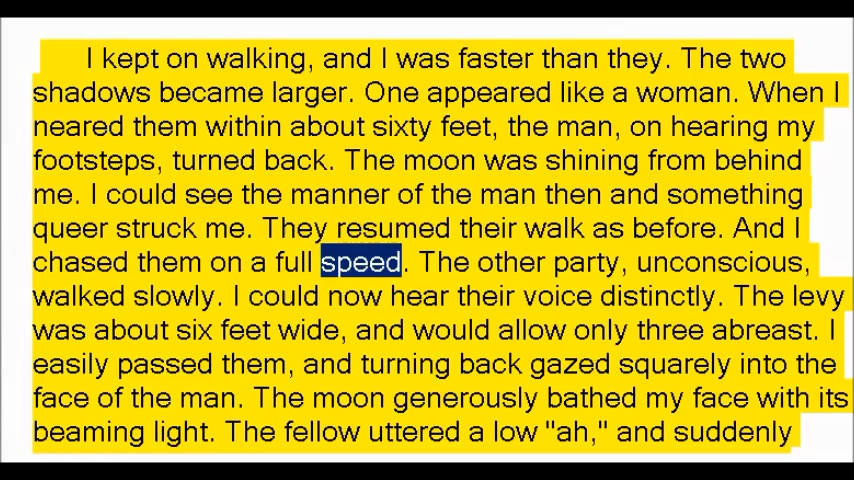 I kept on walking, and I was faster than they. The two
shadows became larger. One appeared like a woman. When I
neared them within about sixty feet, the man, on hearing my
footsteps, turned back. The moon was shining from behind
me. I could see the manner of the man then and something
queer struck me. They resumed their walk as before. And I
chased them on a full speed. The other party, unconscious,
walked slowly. I could now hear their voice distinctly. The levy
was about six feet wide, and would allow only three abreast. I
easily passed them, and turning back gazed squarely into the
face of the man. The moon generously bathed my face with its
beaming light. The fellow uttered a low "ah," and suddenly